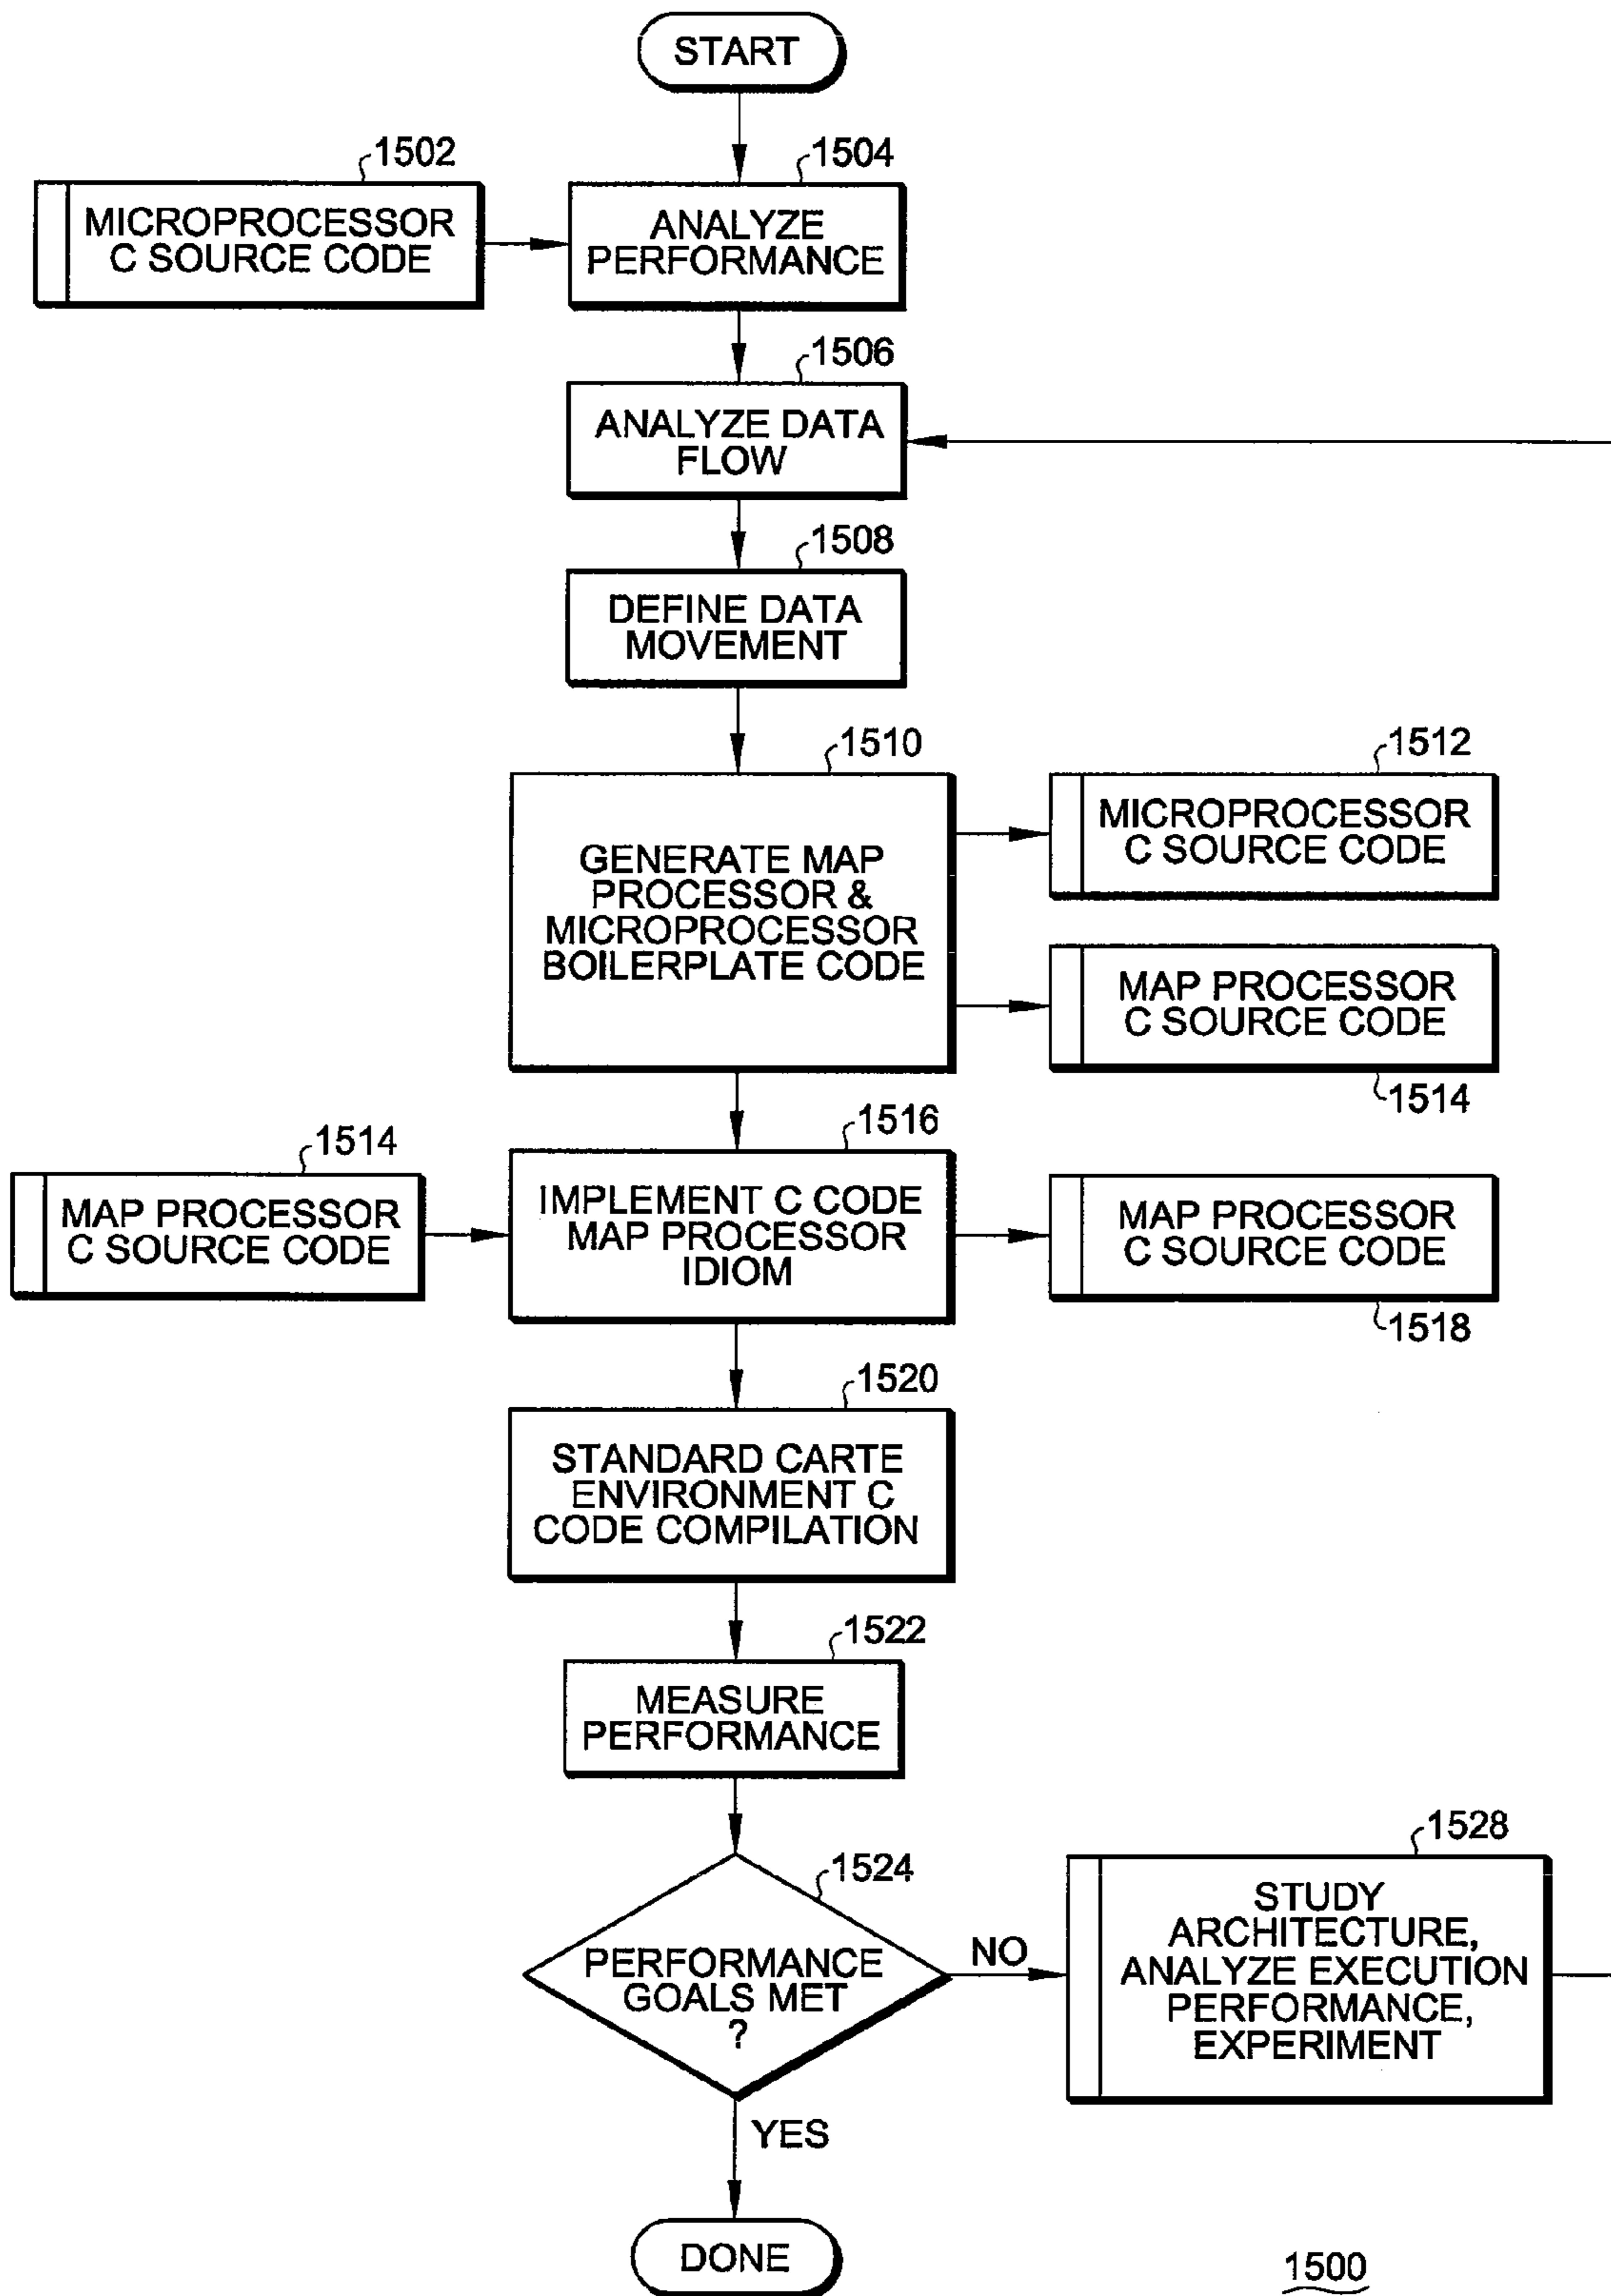 START
1502
MICROPROCESSOR
C SOURCE CODE
1504
ANALYZE
PERFORMANCE
1506
ANALYZE DATA
FLOW
1508
DEFINE DATA
MOVEMENT
1510
GENERATE MAP
PROCESSOR &
MICROPROCESSOR
BOILERPLATE CODE
1512
MICROPROCESSOR
C SOURCE CODE
MAP PROCESSOR
C SOURCE CODE
1514
1514
MAP PROCESSOR
C SOURCE CODE
1516
IMPLEMENT C CODE
MAP PROCESSOR
IDIOM
MAP PROCESSOR
C SOURCE CODE
1518
1520
STANDARD CARTE
ENVIRONMENT C
CODE COMPILATION
1522
MEASURE
PERFORMANCE
1524
PERFORMANCE
GOALS MET
?
NO
1528
STUDY
ARCHITECTURE,
ANALYZE EXECUTION
PERFORMANCE,
EXPERIMENT
YES
DONE
1500